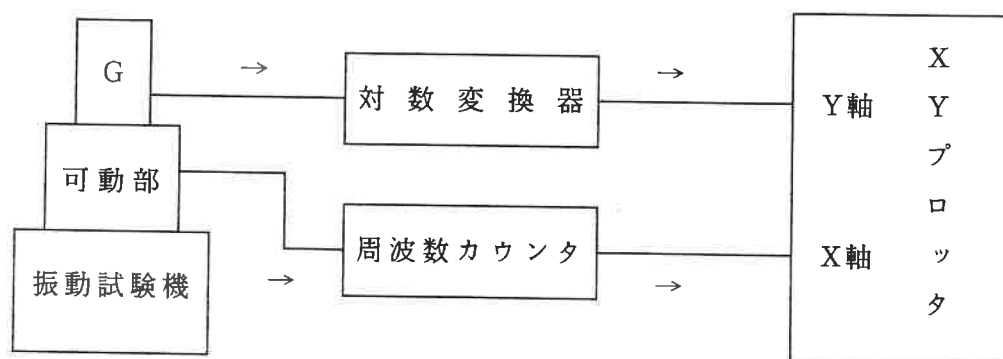 G
可動部
振動試験機
→
対数変換器
→
→
周波数カウンタ
→
Y軸
X軸
XYプロッタ